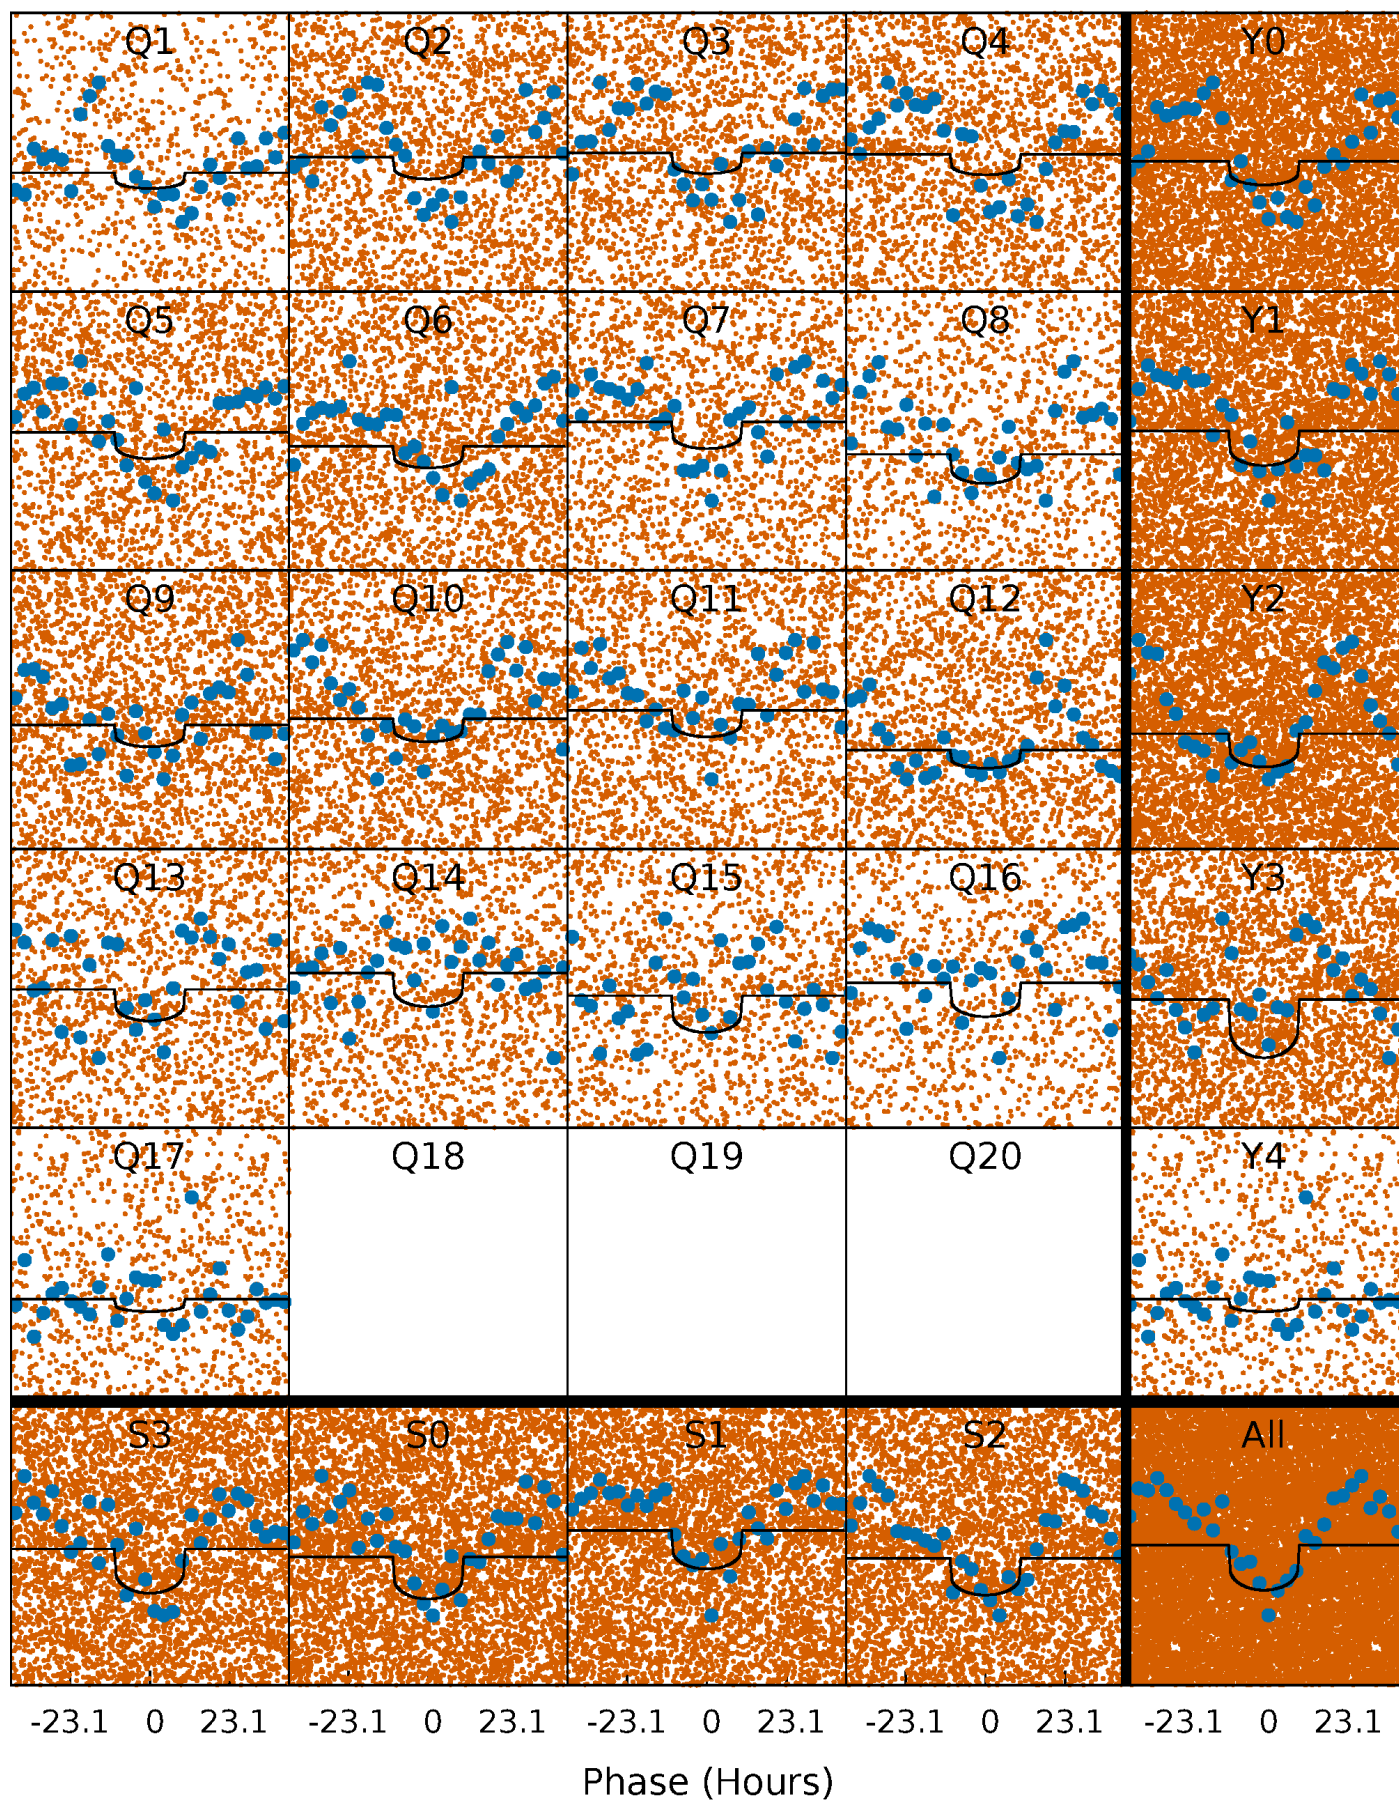 Q1 Q2 Q3 Q4 Y0
Q5 Q6 Q7 Q8 Y1
Q9 Q10 Q11 Q12 Y2
Q13 Q14 Q15 Q16 Y3
Q17 Q18 Q19 Q20 Y4
S3 S0 S1 S2 All
-23.1 0 23.1 -23.1 0 23.1 -23.1 0 23.1 -23.1 0 23.1 -23.1 0 23.1
Phase (Hours)